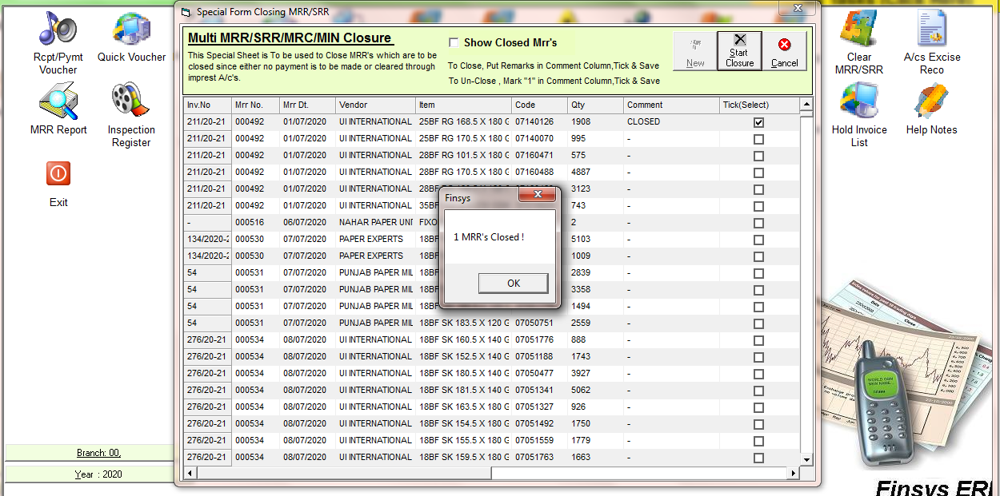 Special Form Closing MRR/SRR
Multi MRR/SRR/MRC/MIN Closure
This Special Sheet is To be used to Close MRR's which are to be
closed since either no payment is to be made or cleared through
imprest A/c's.
Show Closed Mrr's
To Close, Put Remarks in Comment Column,Tick & Save
To Un-Close , Mark "1" in Comment Column,Tick & Save
New
Start
Closure
Cancel
Rcpt/Pymt
Voucher
Quick Voucher
MRR Report
Inspection
Register
Exit
Branch: 00,
Year : 2020
Inv.No Mrr No. Mrr Dt. Vendor Item Code Qty Comment Tick(Select)
211/20-21 000492 01/07/2020 UI INTERNATIONAL 25BF RG 168.5 X 180 G 07140126 1908 CLOSED
211/20-21 000492 01/07/2020 UI INTERNATIONAL 25BF RG 170.5 X 180 G 07140070 995 -
211/20-21 000492 01/07/2020 UI INTERNATIONAL 28BF RG 101.5 X 180 G 07160471 575 -
211/20-21 000492 01/07/2020 UI INTERNATIONAL 28BF RG 170.5 X 180 G 07160488 4887 -
211/20-21 000492 01/07/2020 UI INTERNATIONAL 28BF 3123 -
211/20-21 000492 01/07/2020 UI INTERNATIONAL 35BF 743 -
- 000516 06/07/2020 NAHAR PAPER UNI FIXO 2 -
134/2020-2 000530 07/07/2020 PAPER EXPERTS 18BF 5103 -
134/2020-2 000530 07/07/2020 PAPER EXPERTS 18BF 1009 -
54 000531 07/07/2020 PUNJAB PAPER MIL 18BF 2839 -
54 000531 07/07/2020 PUNJAB PAPER MIL 18BF 3358 -
54 000531 07/07/2020 PUNJAB PAPER MIL 18BF 1494 -
54 000531 07/07/2020 PUNJAB PAPER MIL 18BF SK 183.5 X 120 G 07050751 2559 -
276/20-21 000534 08/07/2020 UI INTERNATIONAL 18BF SK 160.5 X 140 G 07051776 888 -
276/20-21 000534 08/07/2020 UI INTERNATIONAL 18BF SK 152.5 X 140 G 07051188 1743 -
276/20-21 000534 08/07/2020 UI INTERNATIONAL 18BF SK 180.5 X 140 G 07050477 3927 -
276/20-21 000534 08/07/2020 UI INTERNATIONAL 18BF SK 181.5 X 140 G 07051341 5062 -
276/20-21 000534 08/07/2020 UI INTERNATIONAL 18BF SK 163.5 X 180 G 07051327 926 -
276/20-21 000534 08/07/2020 UI INTERNATIONAL 18BF SK 154.5 X 180 G 07051492 1750 -
276/20-21 000534 08/07/2020 UI INTERNATIONAL 18BF SK 155.5 X 180 G 07051559 1779 -
276/20-21 000534 08/07/2020 UI INTERNATIONAL 18BF SK 159.5 X 180 G 07051763 1663 -
Finsys
1 MRR's Closed !
OK
Clear
MRR/SRR
A/cs Excise
Reco
Hold Invoice
List
Help Notes
Finsys ER